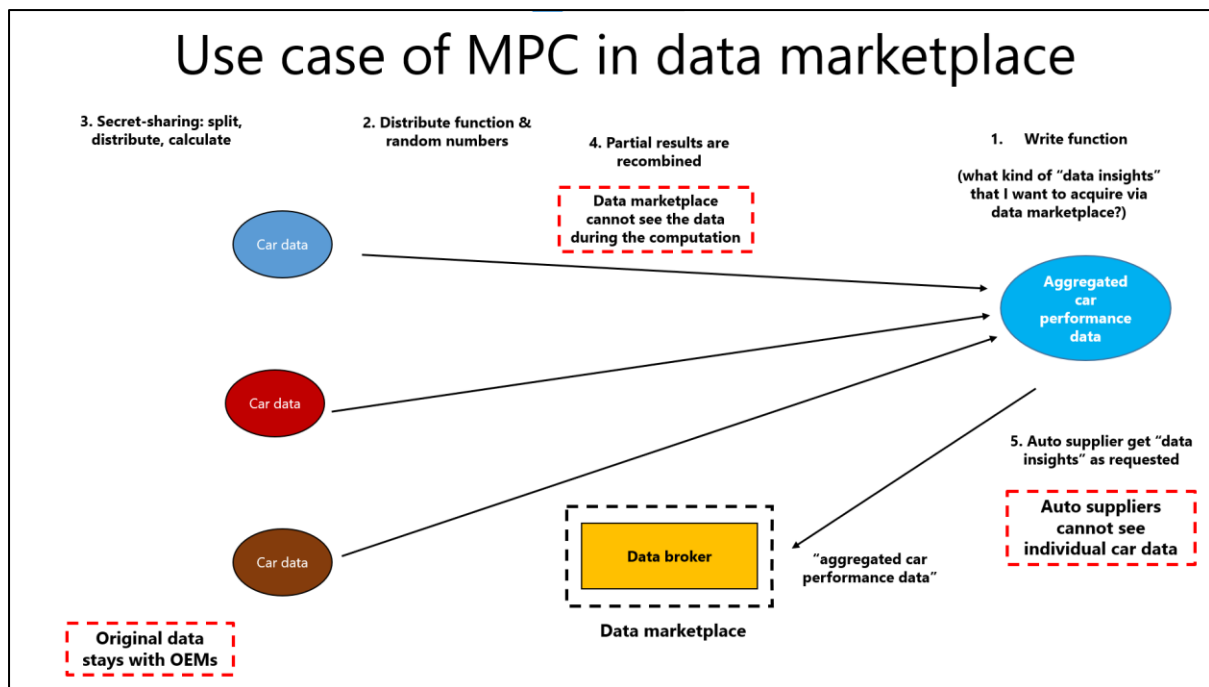 Use case of MPC in data marketplace
3. Secret-sharing: split,
distribute, calculate
2. Distribute function &
random numbers
4. Partial results are
recombined
Data marketplace
cannot see the data
during the computation
1. Write function
(what kind of “data insights”
that I want to acquire via
data marketplace?)
Car data
Aggregated
car
performance
data
Car data
5. Auto supplier get “data
insights” as requested
Auto suppliers
cannot see
individual car data
Car data
Data broker
“aggregated car
performance data”
Data marketplace
Original data
stays with OEMs